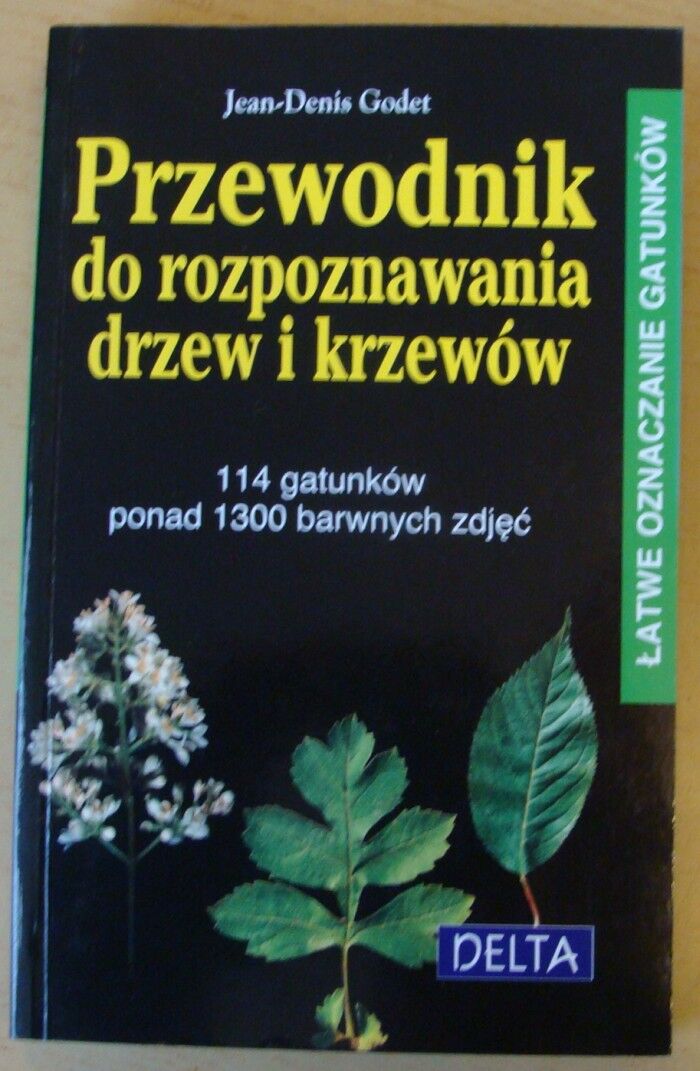 Jean-Denis Godet
Przewodnik
do rozpoznawania
drzew i krzewów
114 gatunków
ponad 1300 barwnych zdjęć
ŁATWE OZNACZANIE GATUNKÓW
DELTA